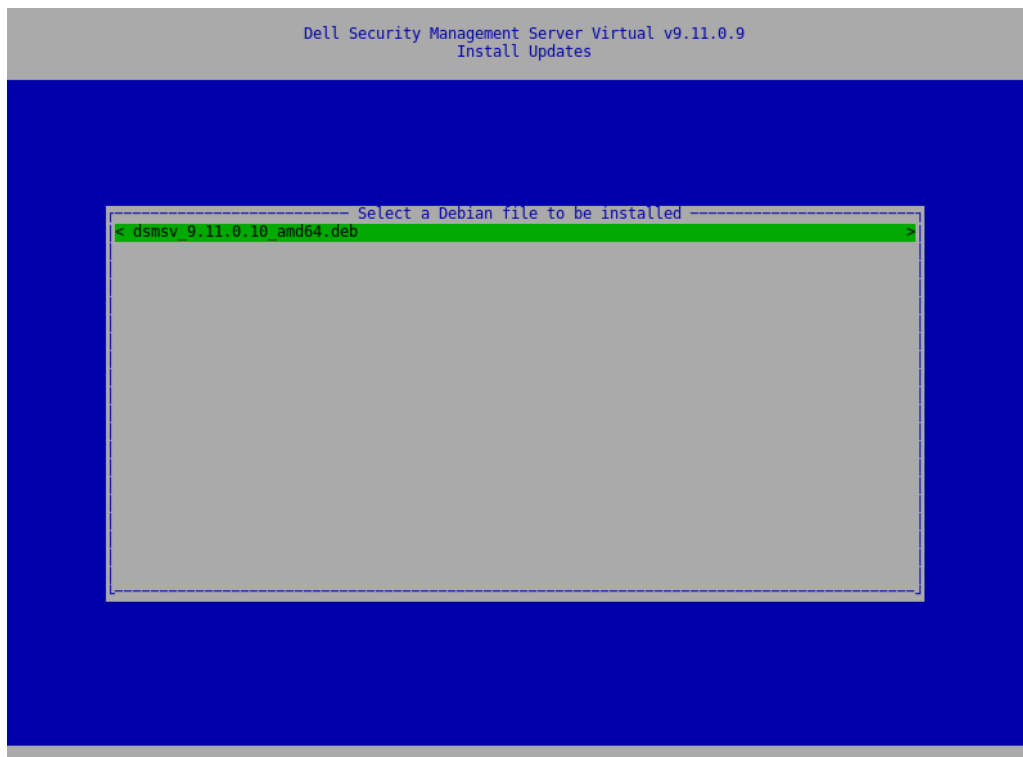 Dell Security Management Server Virtual v9.11.0.9
Install Updates
Select a Debian file to be installed
< dsmsv_9.11.0.10_amd64.deb >